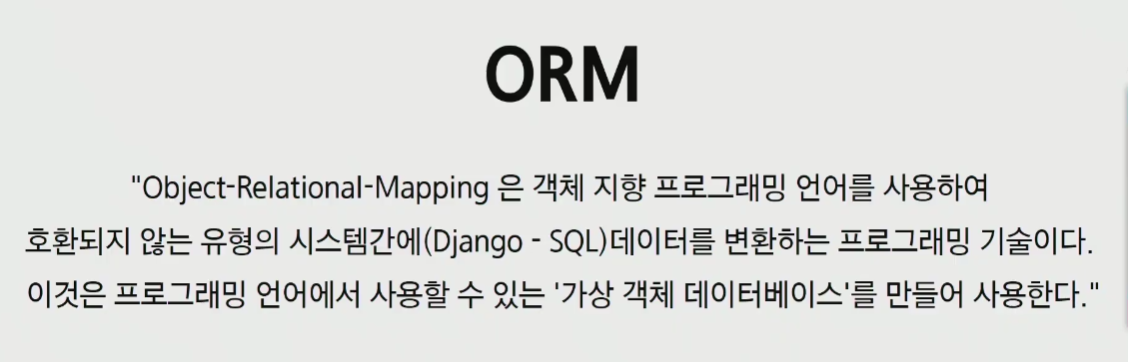 ORM
"Object-Relational-Mapping 은 객체 지향 프로그래밍 언어를 사용하여
호환되지 않는 유형의 시스템간에(Django - SQL)데이터를 변환하는 프로그래밍 기술이다.
이것은 프로그래밍 언어에서 사용할 수 있는 '가상 객체 데이터베이스'를 만들어 사용한다."